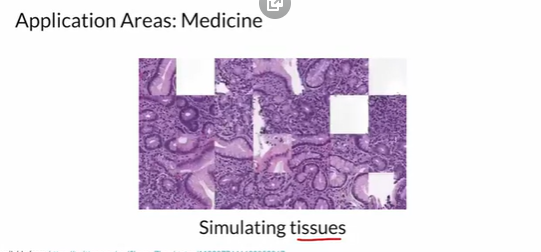 Application Areas: Medicine
Simulating tissues